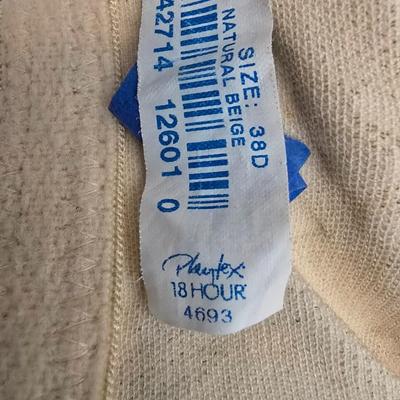 SIZE: 38D
NATURAL BEIGE
42714 12601 0
Playtex
18 HOUR
4693